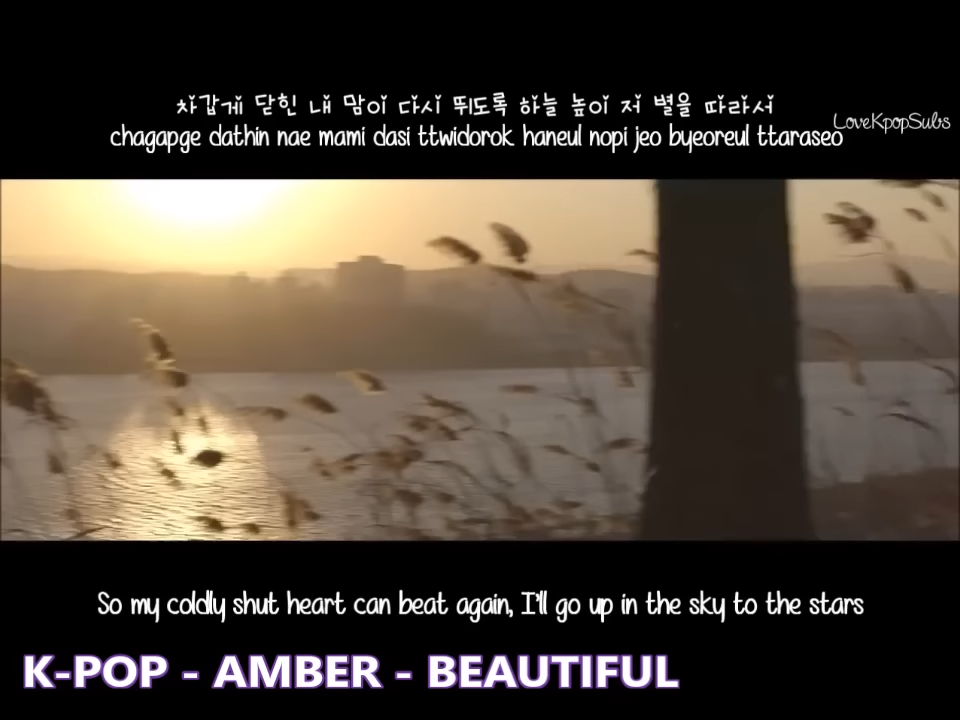 차갑게 닫힌 내 맘이 다시 뛰도록 하늘 높이 저 별을 따라서
chagapge dathin nae mami dasi ttwidorok haneul nopi jeo byeoreul ttaraseo
LoveKpopSubs
So my coldly shut heart can beat again, I'll go up in the sky to the stars
K-POP - AMBER - BEAUTIFUL